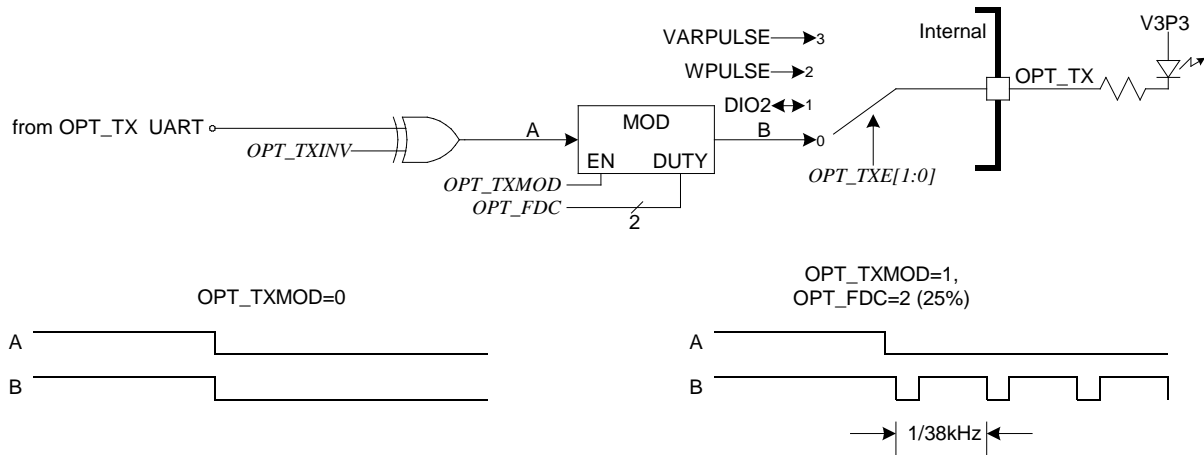 VARPULSE 3
Internal
V3P3
WPULSE 2
OPT_TX
DIO2 1
from OPT_TX UART
OPT_TXINV
A
MOD
EN DUTY
B
0
OPT_TXMOD
OPT_FDC
2
OPT_TXE[1:0]
OPT_TXMOD=0
A
B
OPT_TXMOD=1,
OPT_FDC=2 (25%)
A
B
1/38kHz